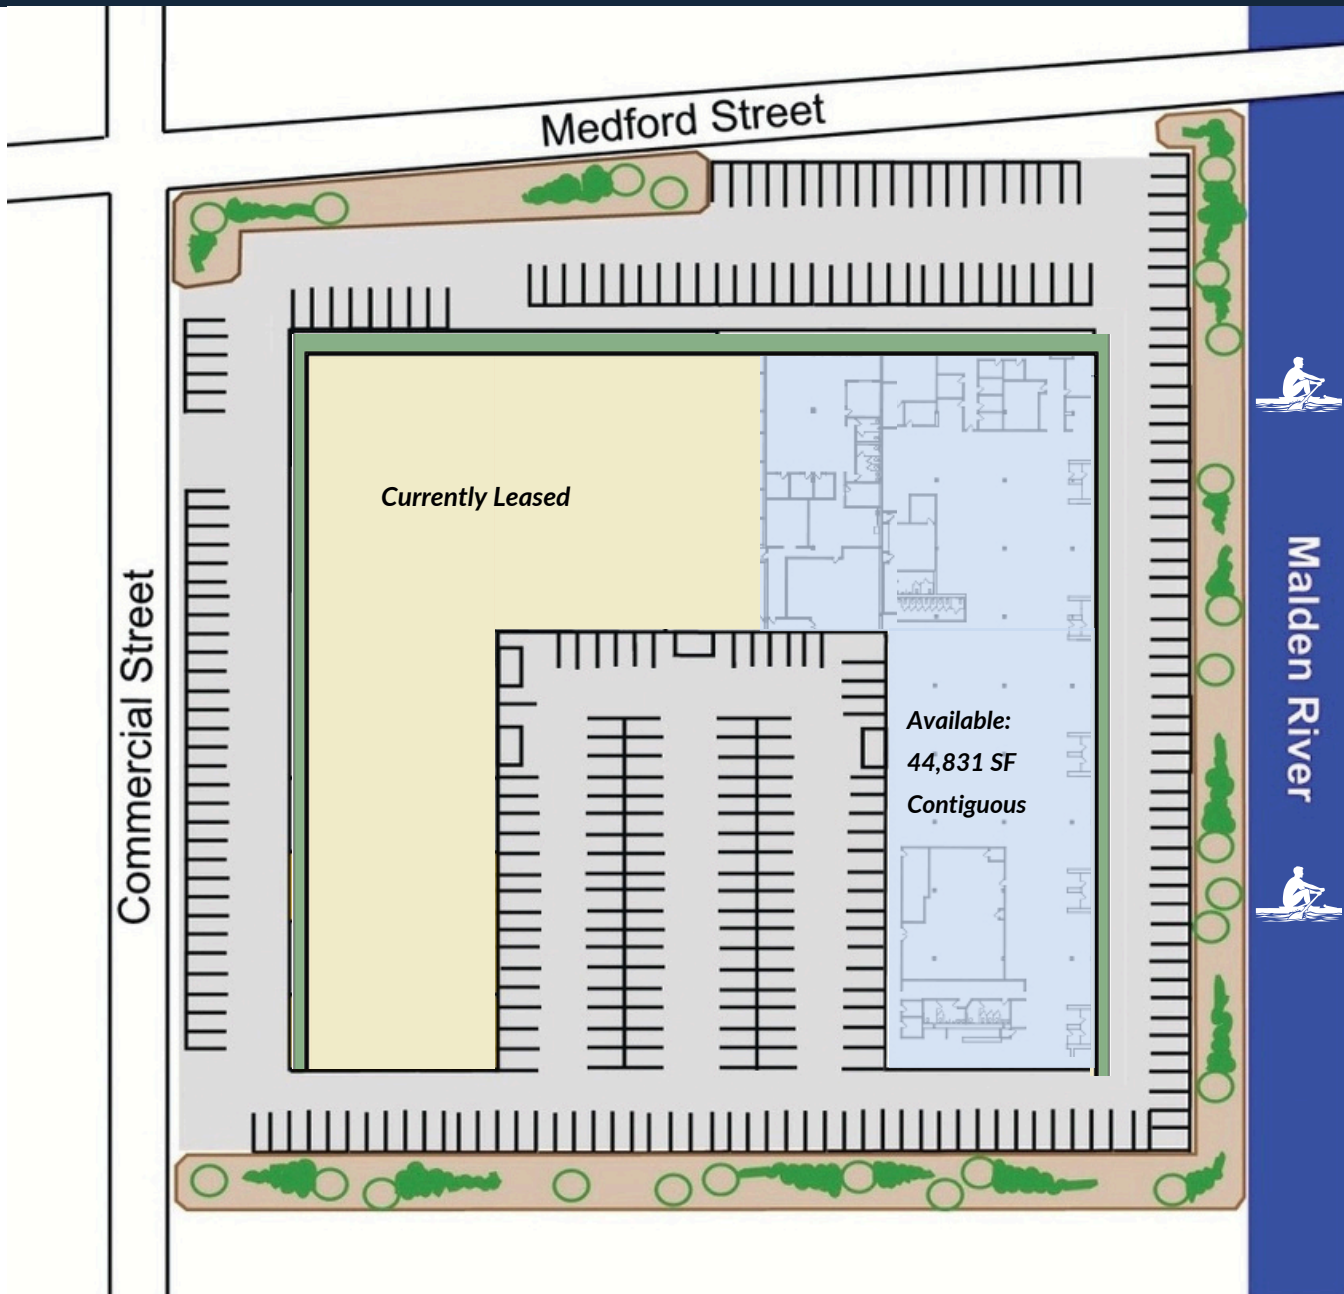 Medford Street
Currently Leased
Commercial Street
Malden River
Available:
44,831 SF
Contiguous